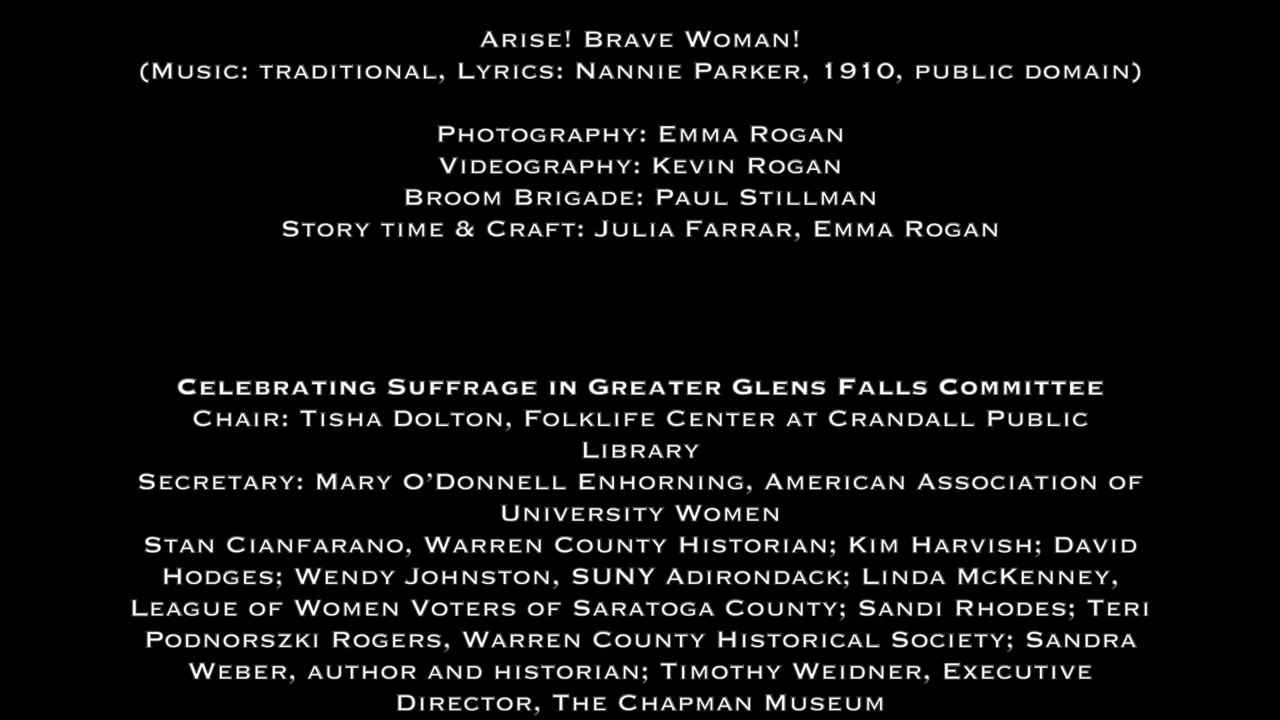 Arise! Brave Woman!
(Music: traditional, Lyrics: Nannie Parker, 1910, public domain)
Photography: Emma Rogan
Videography: Kevin Rogan
Broom Brigade: Paul Stillman
Story time & Craft: Julia Farrar, Emma Rogan
Celebrating Suffrage in Greater Glens Falls Committee
Chair: Tisha Dolton, Folklife Center at Crandall Public
Library
Secretary: Mary O’Donnell Enhorning, American Association of
University Women
Stan Cianfarano, Warren County Historian; Kim Harvish; David
Hodges; Wendy Johnston, SUNY Adirondack; Linda McKenney,
League of Women Voters of Saratoga County; Sandi Rhodes; Teri
Podnorszki Rogers, Warren County Historical Society; Sandra
Weber, author and historian; Timothy Weidner, Executive
Director, The Chapman Museum